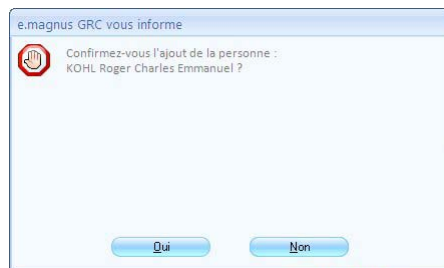 e.magnus GRC vous informe
Confirmez-vous l'ajout de la personne :
KOHL Roger Charles Emmanuel ?
Oui
Non